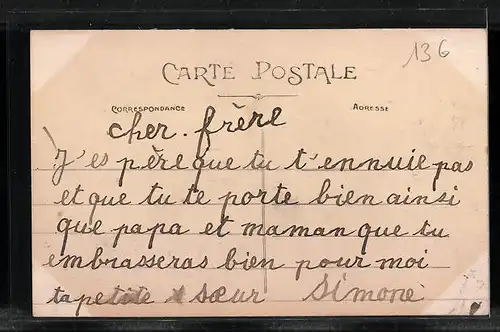 136
CARTE POSTALE
CORRESPONDANCE ADRESSE
cher. frère
J'es père que tu t'ennuie pas
et que tu te porte bien ainsi
que papa et maman que tu
embrasseras bien pour moi
ta petite sœur Simone